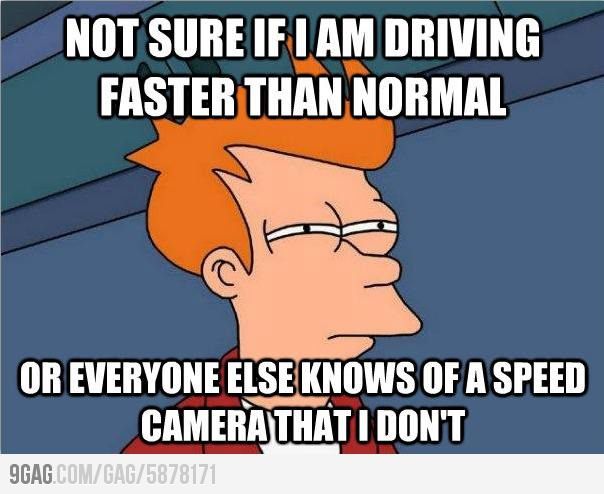 NOT SURE IF I AM DRIVING
FASTER THAN NORMAL
OR EVERYONE ELSE KNOWS OF A SPEED
CAMERA THAT I DON'T
9GAG.COM/GAG/5878171